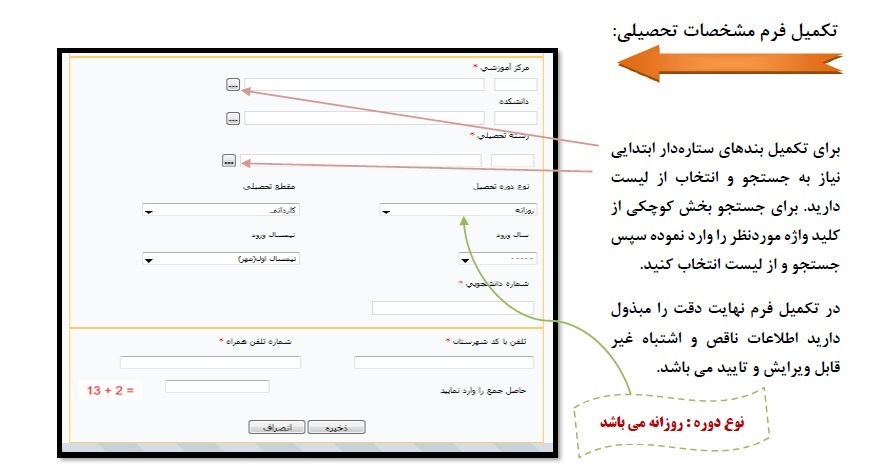 تکمیل فرم مشخصات تحصیلی:
مرکز آموزشي *
...
دانشکده
...
رشته تحصیلي *
...
نوع دوره تحصیل
مقطع تحصیلی
روزانه
کاردانی
سال ورود
نیمسال ورود
- - - - -
نیمسال اول(مهر)
شماره دانشجويي *
تلفن با کد شهرستان *
شماره تلفن همراه *
حاصل جمع را وارد نمایید
13 + 2 =
ذخیره
انصراف
برای تکمیل بندهای ستاره‌دار ابتدایی
نیاز به جستجو و انتخاب از لیست
دارید. برای جستجو بخش کوچکی از
کلید واژه موردنظر را وارد نموده سپس
جستجو و از لیست انتخاب کنید.
در تکمیل فرم نهایت دقت را مبذول
دارید اطلاعات ناقص و اشتباه غیر
قابل ویرایش و تایید می باشد.
نوع دوره : روزانه می باشد